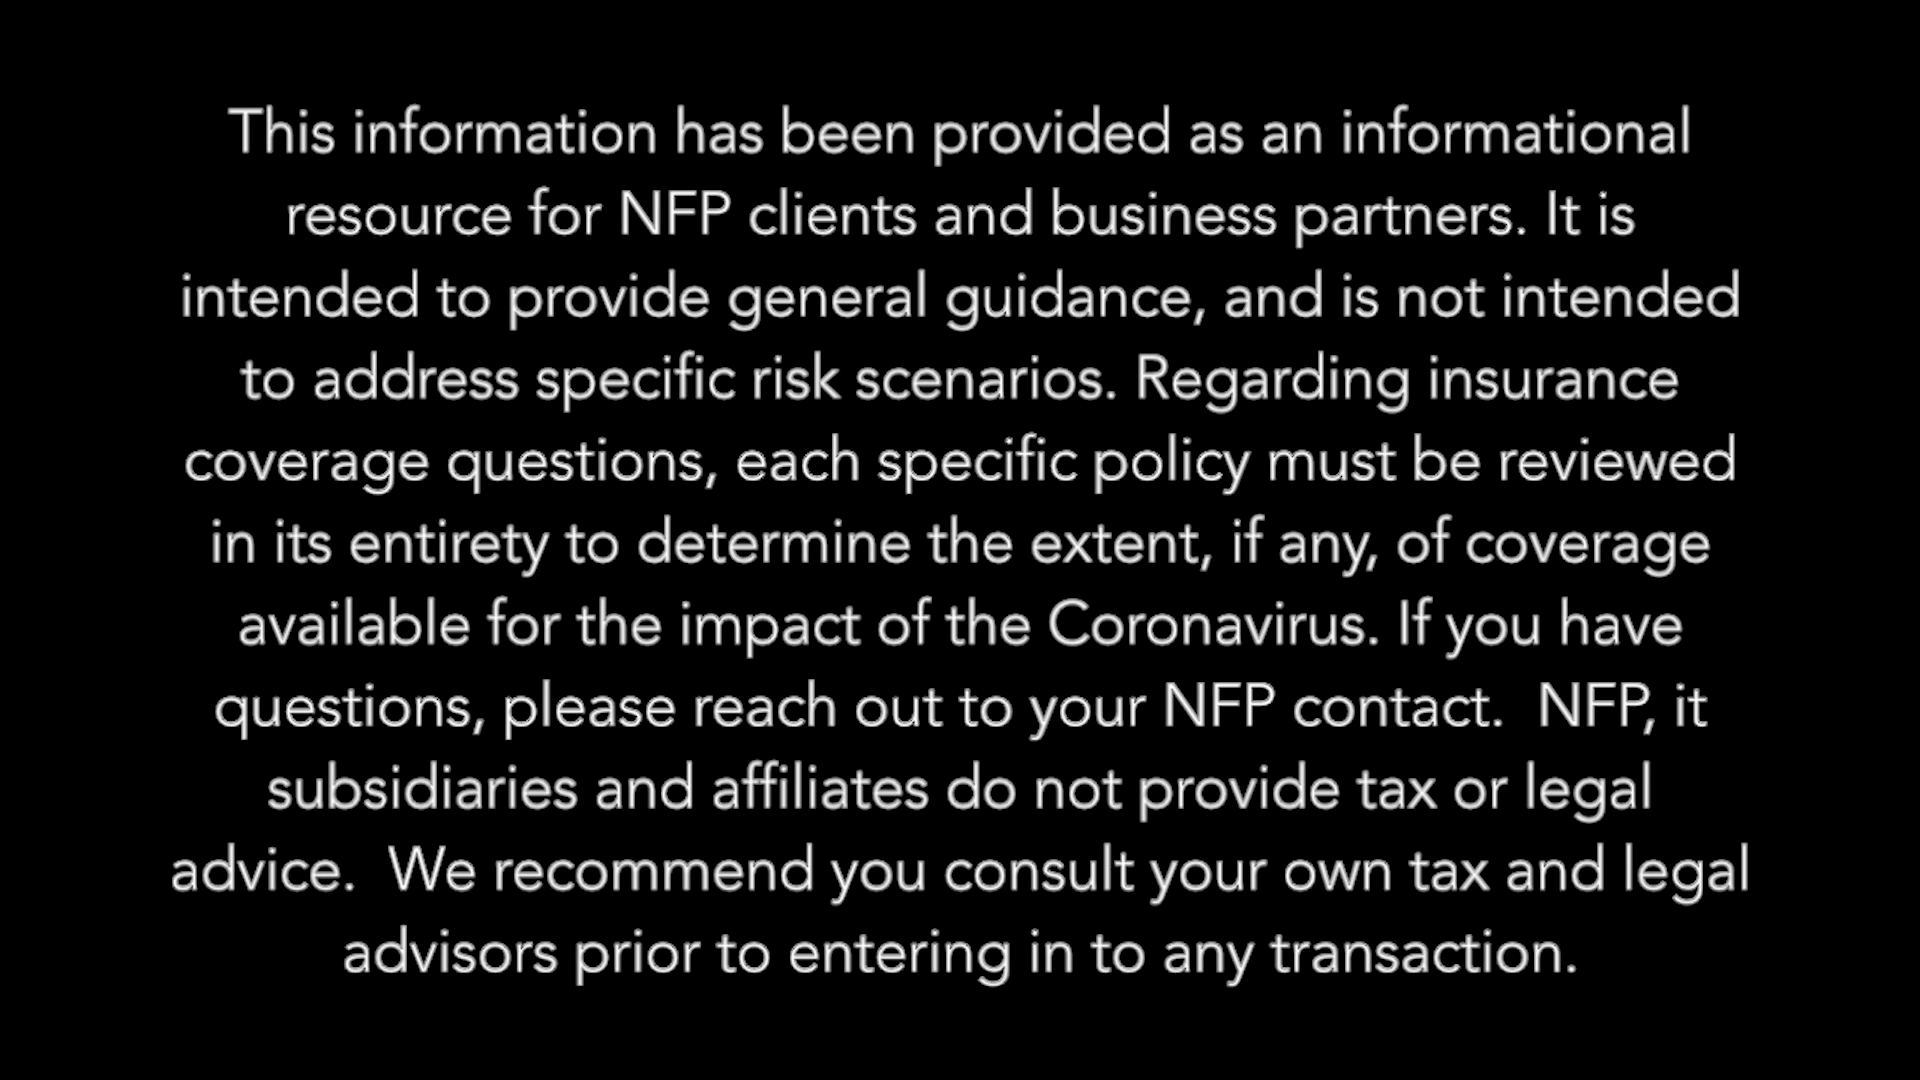 This information has been provided as an informational
resource for NFP clients and business partners. It is
intended to provide general guidance, and is not intended
to address specific risk scenarios. Regarding insurance
coverage questions, each specific policy must be reviewed
in its entirety to determine the extent, if any, of coverage
available for the impact of the Coronavirus. If you have
questions, please reach out to your NFP contact.  NFP, it
subsidiaries and affiliates do not provide tax or legal
advice.  We recommend you consult your own tax and legal
advisors prior to entering in to any transaction.